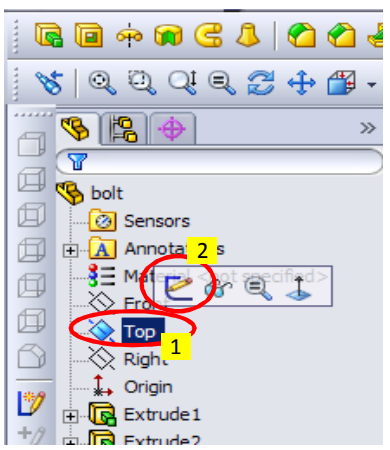 bolt
Sensors
2
Annotations
Material <not specified>
Front
Top
1
Right
Origin
Extrude1
Extrude2